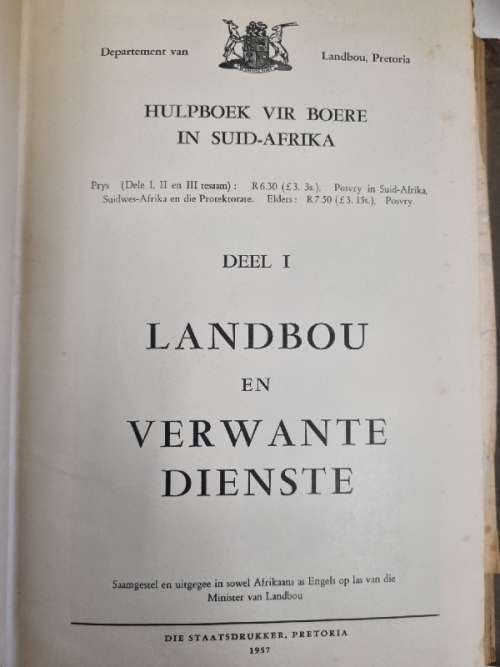 Departement van Landbou, Pretoria
HULPBOEK VIR BOERE
IN SUID-AFRIKA
Prys (Dele I, II en III tesaam): R6.30 (£3. 3s.), Posvry in Suid-Afrika,
Suidwes-Afrika en die Protektorate. Elders: R7.50 (£3. 15s.), Posvry.
DEEL I
LANDBOU
EN
VERWANTE
DIENSTE
Saamgestel en uitgegee in sowel Afrikaans as Engels op las van die
Minister van Landbou
DIE STAATSDRUKKER, PRETORIA
1957